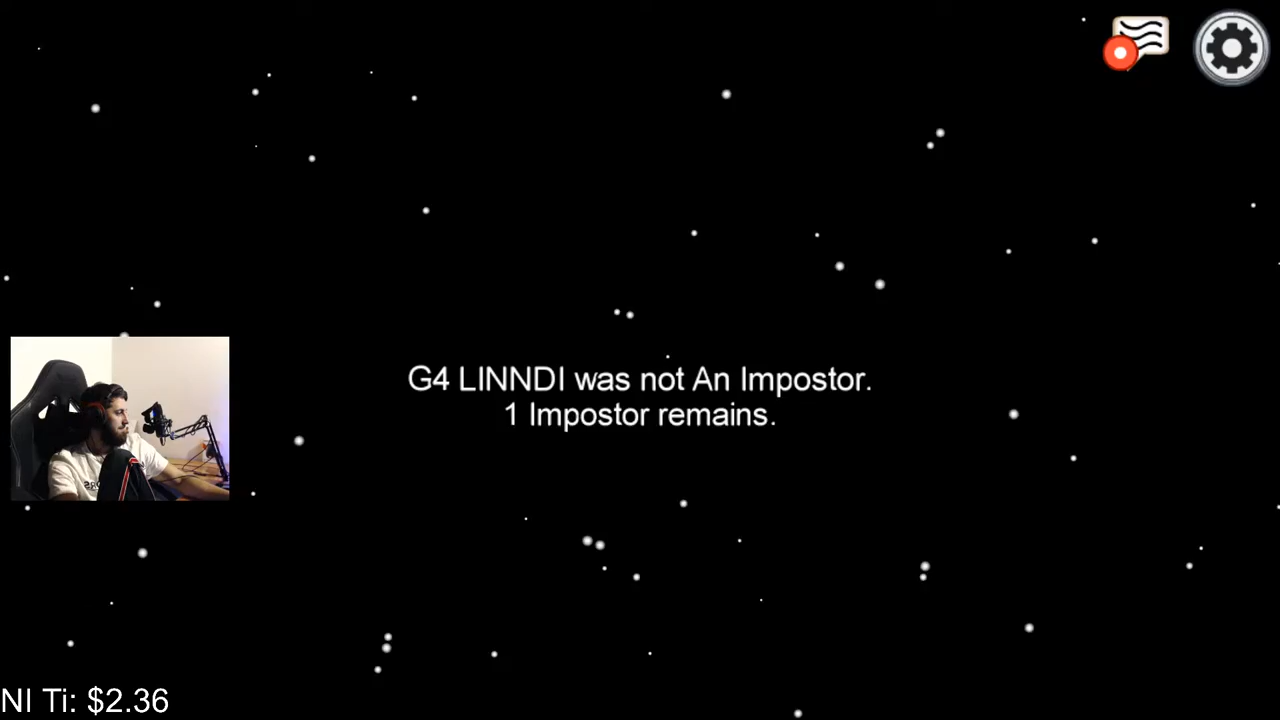 G4 LINNDI was not An Impostor.
1 Impostor remains.
NI Ti: $2.36